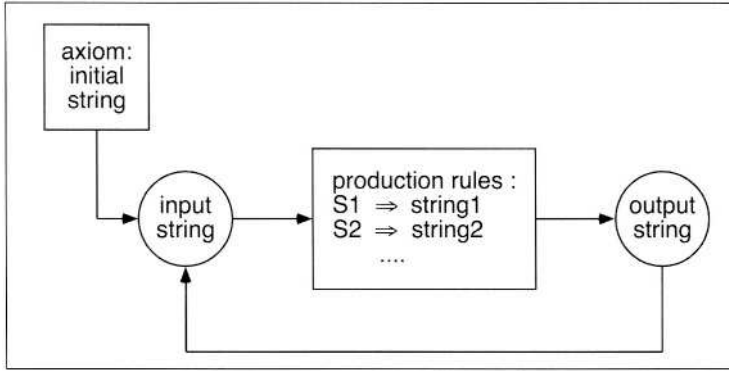 axiom:
initial
string
input
string
production rules :
S1 ⇒ string1
S2 ⇒ string2
....
output
string